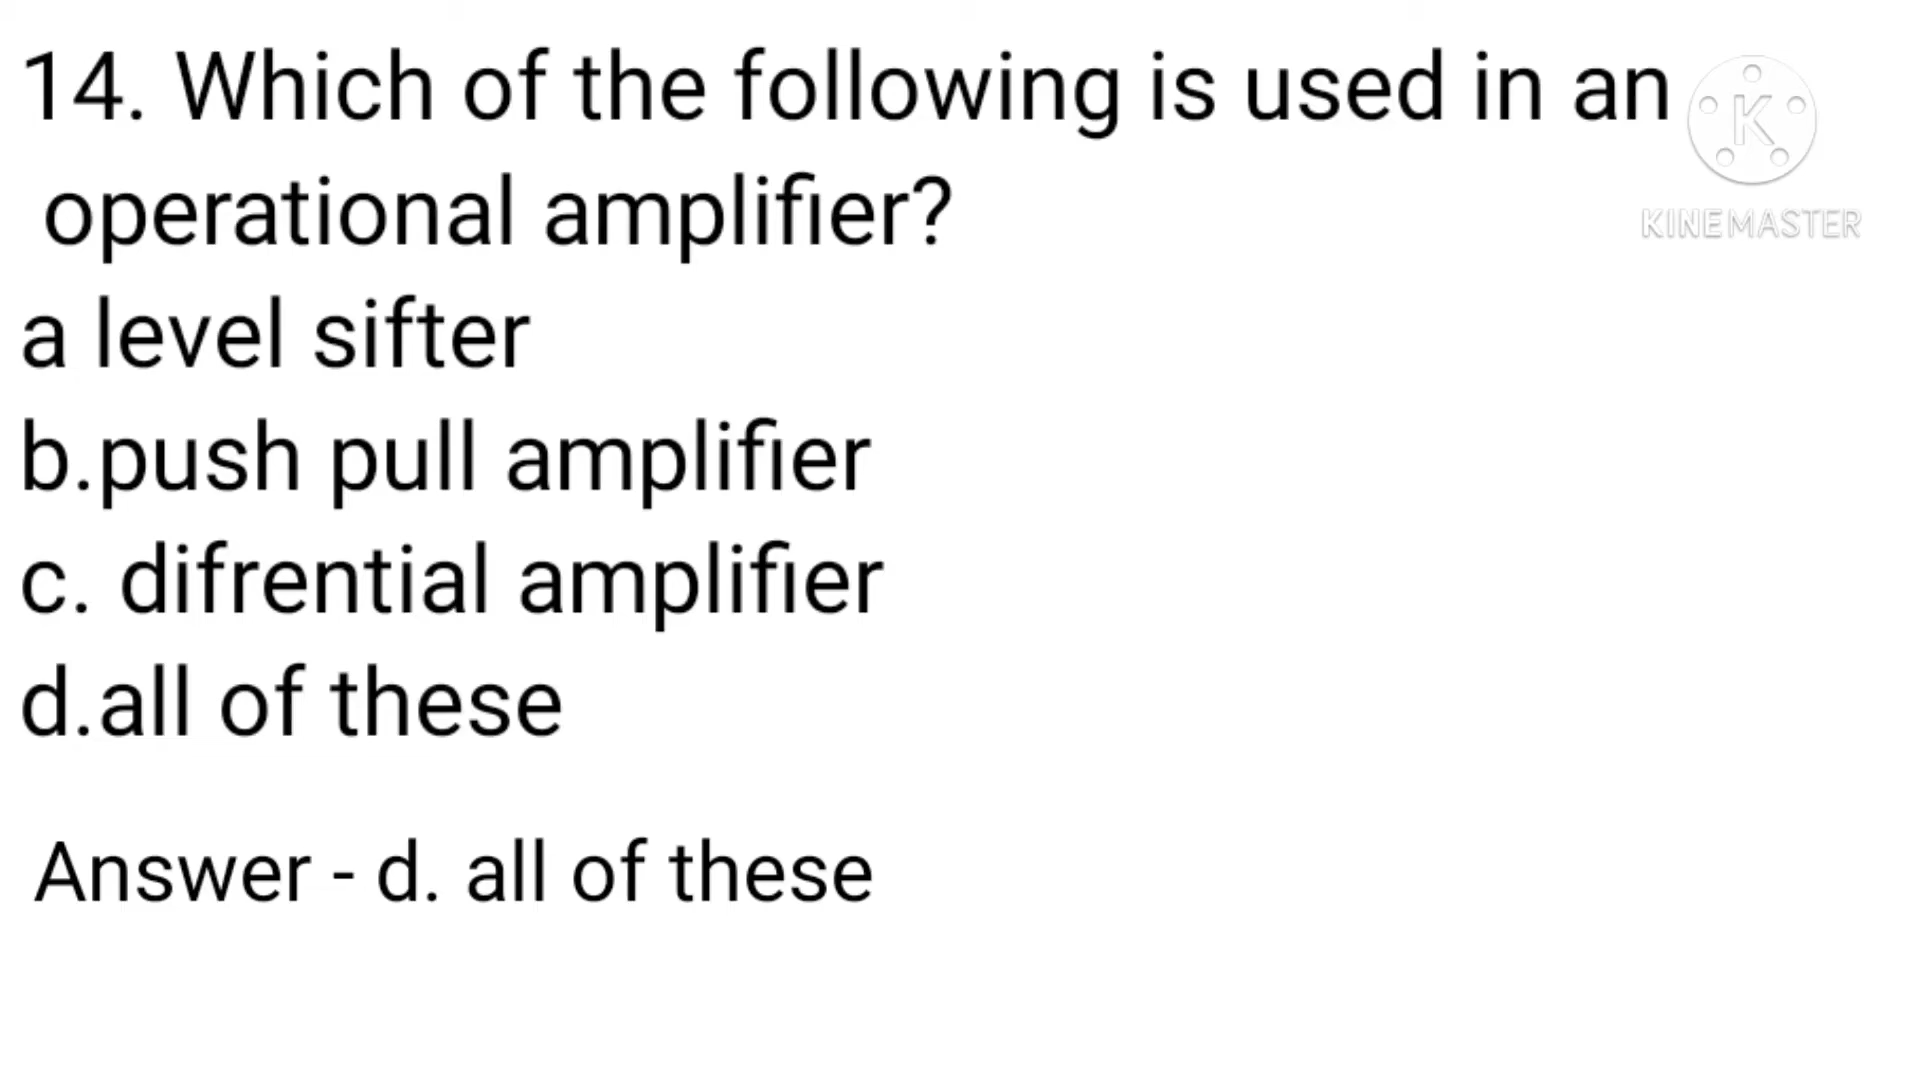 14. Which of the following is used in an
operational amplifier?
a level sifter
b.push pull amplifier
c. difrential amplifier
d.all of these
Answer - d. all of these
K
KINEMASTER